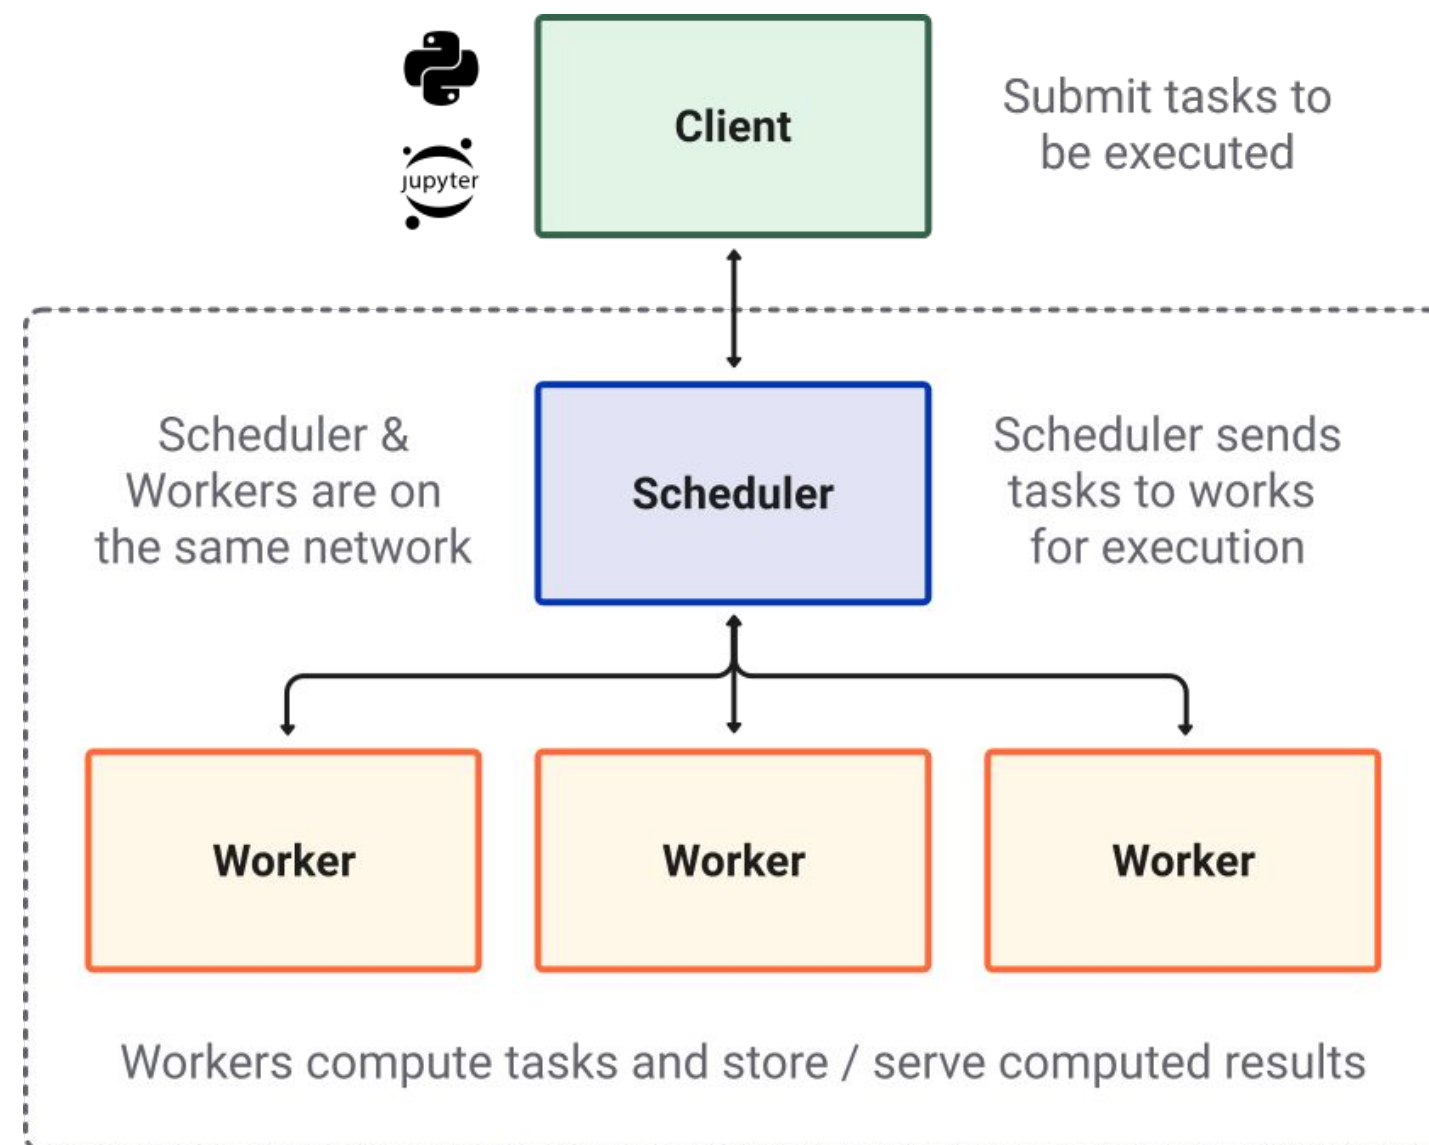 Client
Submit tasks to
be executed
jupyter
Scheduler &
Workers are on
the same network
Scheduler
Scheduler sends
tasks to works
for execution
Worker
Worker
Worker
Workers compute tasks and store / serve computed results